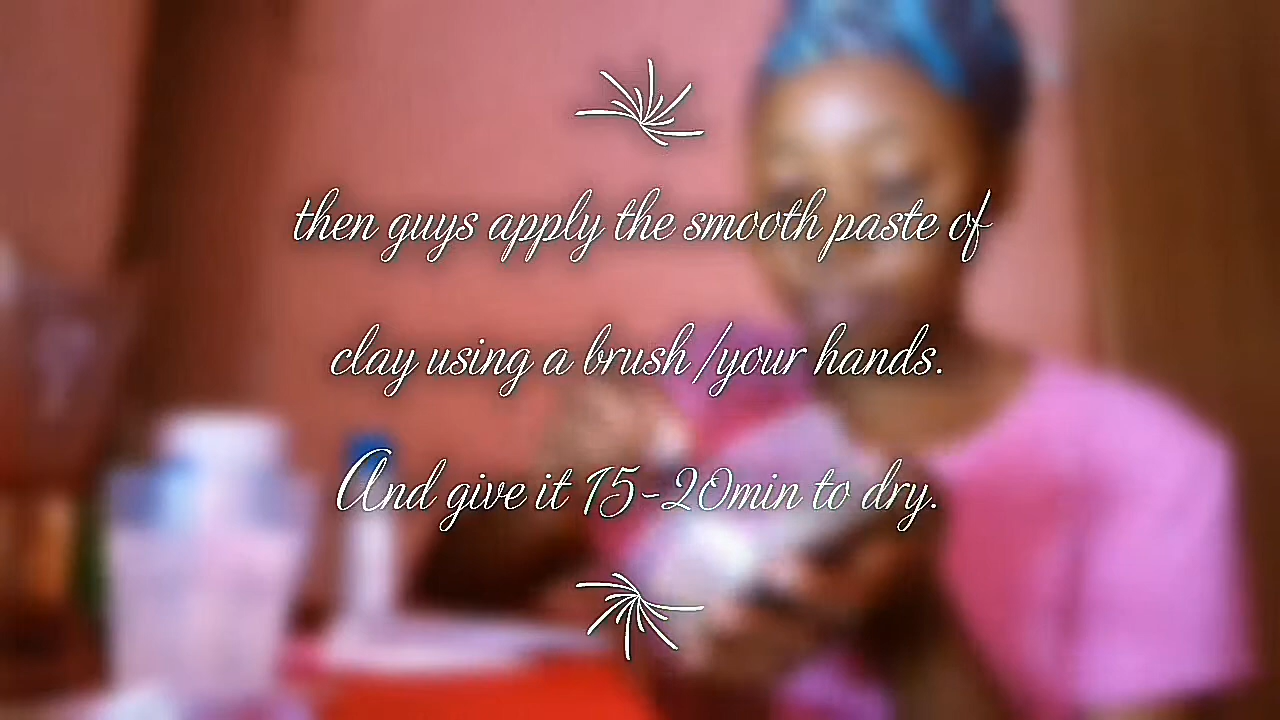 then guys apply the smooth paste of
clay using a brush/your hands.
And give it 15-20min to dry.